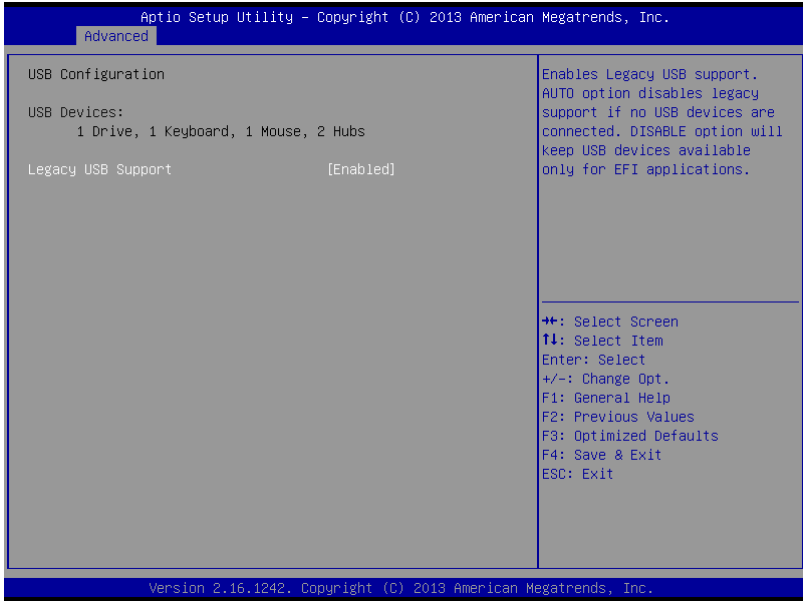 Aptio Setup Utility – Copyright (C) 2013 American Megatrends, Inc.
Advanced
USB Configuration
USB Devices:
1 Drive, 1 Keyboard, 1 Mouse, 2 Hubs
Legacy USB Support [Enabled]
Enables Legacy USB support.
AUTO option disables legacy
support if no USB devices are
connected. DISABLE option will
keep USB devices available
only for EFI applications.
→←: Select Screen
↑↓: Select Item
Enter: Select
+/-: Change Opt.
F1: General Help
F2: Previous Values
F3: Optimized Defaults
F4: Save & Exit
ESC: Exit
Version 2.16.1242. Copyright (C) 2013 American Megatrends, Inc.